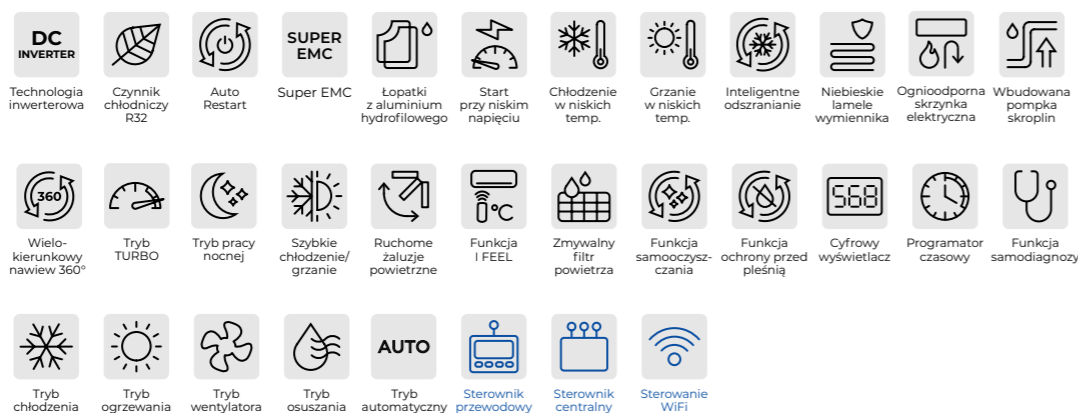 DC
INVERTER
SUPER
EMC
Technologia
inwerterowa
Czynnik
chłodniczy
R32
Auto
Restart
Super EMC
Łopatki
z aluminium
hydrofilowego
Start
przy niskim
napięciu
Chłodzenie
w niskich
temp.
Grzanie
w niskich
temp.
Inteligentne
odszranianie
Niebieskie
lamele
wymiennika
Ognioodporna
skrzynka
elektryczna
Wbudowana
pompka
skroplin
360
°C
568
Wielo-
kierunkowy
nawiew 360°
Tryb
TURBO
Tryb pracy
nocnej
Szybkie
chłodzenie/
grzanie
Ruchome
żaluzje
powietrzne
Funkcja
I FEEL
Zmywalny
filtr
powietrza
Funkcja
samooczysz-
czania
Funkcja
ochrony przed
pleśnią
Cyfrowy
wyświetlacz
Programator
czasowy
Funkcja
samodiagnozy
AUTO
Tryb
chłodzenia
Tryb
ogrzewania
Tryb
wentylatora
Tryb
osuszania
Tryb
automatyczny
Sterownik
przewodowy
Sterownik
centralny
Sterowanie
WiFi